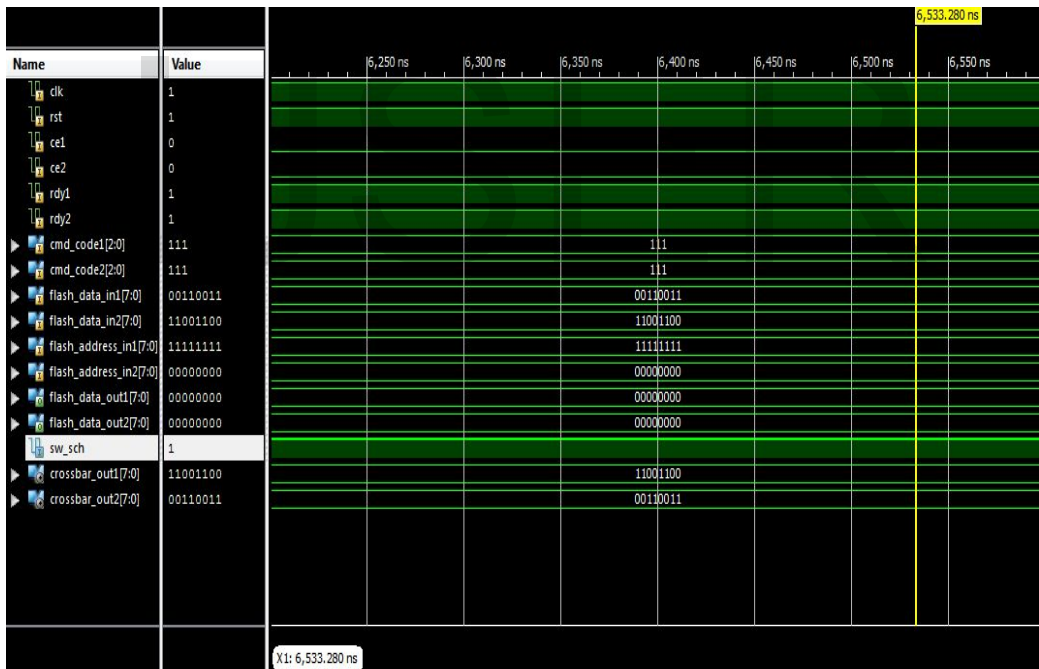 6,533.280 ns
Name Value
6,250 ns 6,300 ns 6,350 ns 6,400 ns 6,450 ns 6,500 ns 6,550 ns
clk 1
rst 1
ce1 0
ce2 0
rdy1 1
rdy2 1
cmd_code1[2:0] 111 111
cmd_code2[2:0] 111 111
flash_data_in1[7:0] 00110011 00110011
flash_data_in2[7:0] 11001100 11001100
flash_address_in1[7:0] 11111111 11111111
flash_address_in2[7:0] 00000000 00000000
flash_data_out1[7:0] 00000000 00000000
flash_data_out2[7:0] 00000000 00000000
sw_sch 1
crossbar_out1[7:0] 11001100 11001100
crossbar_out2[7:0] 00110011 00110011
X1: 6,533.280 ns